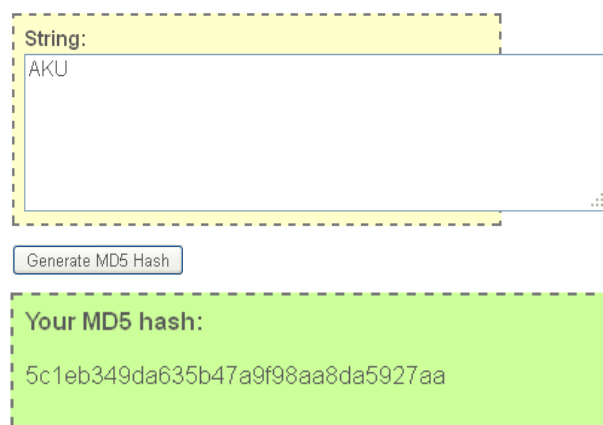 String:
AKU
Generate MD5 Hash
Your MD5 hash:
5c1eb349da635b47a9f98aa8da5927aa